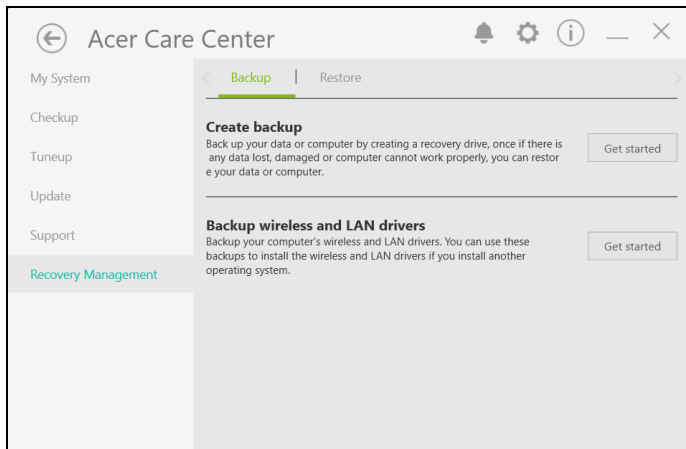 Acer Care Center
My System
Checkup
Tuneup
Update
Support
Recovery Management
Backup | Restore
Create backup
Back up your data or computer by creating a recovery drive, once if there is
any data lost, damaged or computer cannot work properly, you can restor
e your data or computer.
Get started
Backup wireless and LAN drivers
Backup your computer's wireless and LAN drivers. You can use these
backups to install the wireless and LAN drivers if you install another
operating system.
Get started